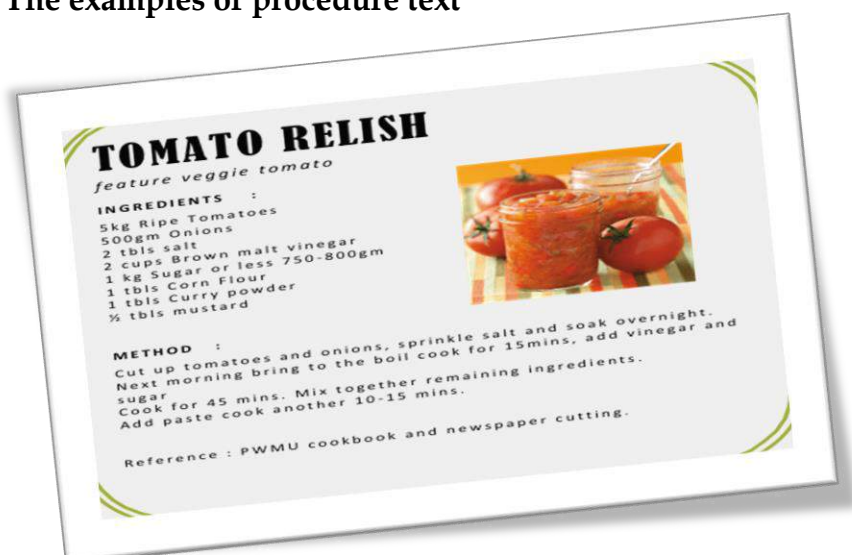 The examples of procedure text
TOMATO RELISH
feature veggie tomato
INGREDIENTS :
5kg Ripe Tomatoes
500gm Onions
2 tbls salt
2 cups Brown malt vinegar
1 kg Sugar or less 750-800gm
1 tbls Corn Flour
1 tbls Curry powder
½ tbls mustard
METHOD :
Cut up tomatoes and onions, sprinkle salt and soak overnight.
Next morning bring to the boil cook for 15mins, add vinegar and
sugar
Cook for 45 mins. Mix together remaining ingredients.
Add paste cook another 10-15 mins.
Reference : PWMU cookbook and newspaper cutting.